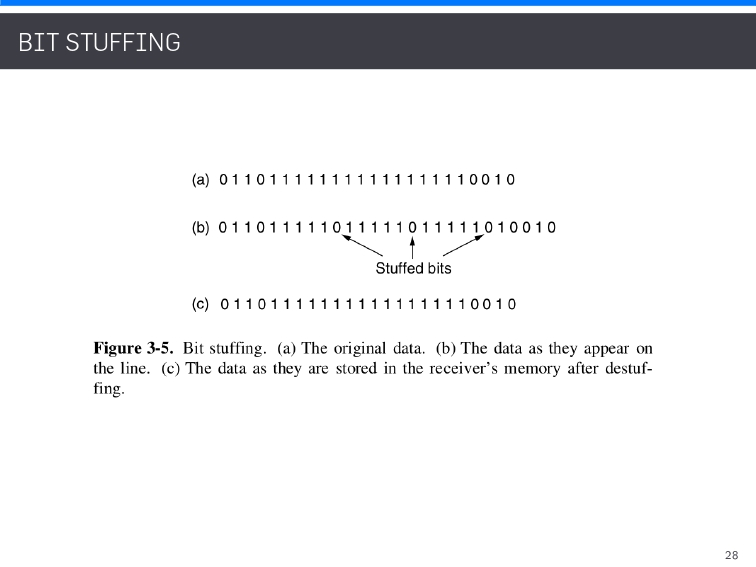 BIT STUFFING
(a) 0 1 1 0 1 1 1 1 1 1 1 1 1 1 1 1 1 1 1 1 0 0 1 0
(b) 0 1 1 0 1 1 1 1 1 0 1 1 1 1 1 0 1 1 1 1 1 0 1 0 0 1 0
Stuffed bits
(c) 0 1 1 0 1 1 1 1 1 1 1 1 1 1 1 1 1 1 1 1 0 0 1 0
Figure 3-5. Bit stuffing. (a) The original data. (b) The data as they appear on
the line. (c) The data as they are stored in the receiver's memory after destuf-
fing.
28